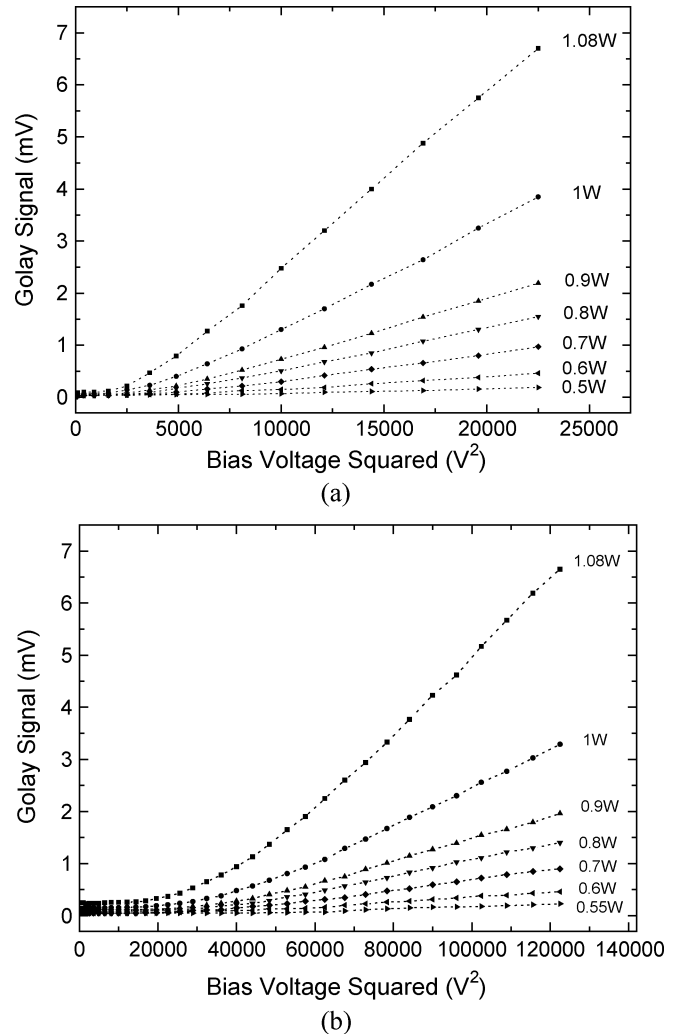 7
6
5
4
3
2
1
0
Golay Signal (mV)
1.08W
1W
0.9W
0.8W
0.7W
0.6W
0.5W
0 5000 10000 15000 20000 25000
Bias Voltage Squared (V²)
(a)
7
6
5
4
3
2
1
0
Golay Signal (mV)
1.08W
1W
0.9W
0.8W
0.7W
0.6W
0.55W
0 20000 40000 60000 80000 100000 120000 140000
Bias Voltage Squared (V²)
(b)